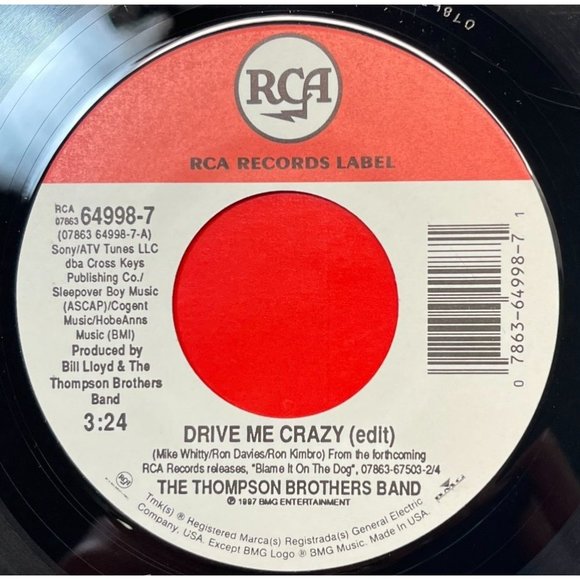 RCA
RCA RECORDS LABEL
RCA
07863 64998-7
(07863 64998-7-A)
Sony/ATV Tunes LLC
dba Cross Keys
Publishing Co./
Sleepover Boy Music
(ASCAP)/Cogent
Music/HobeAnns
Music (BMI)
Produced by
Bill Lloyd & The
Thompson Brothers
Band
3:24
0 7863-64998-7 1
DRIVE ME CRAZY (edit)
(Mike Whitty/Ron Davies/Ron Kimbro) From the forthcoming
RCA Records releases, "Blame It On The Dog", 07863-67503-2/4
THE THOMPSON BROTHERS BAND
℗ 1997 BMG ENTERTAINMENT
BMG
Tmk(s) ® Registered Marca(s) Registrada(s) General Electric
Company, USA. Except BMG Logo ® BMG Music. Made In USA.